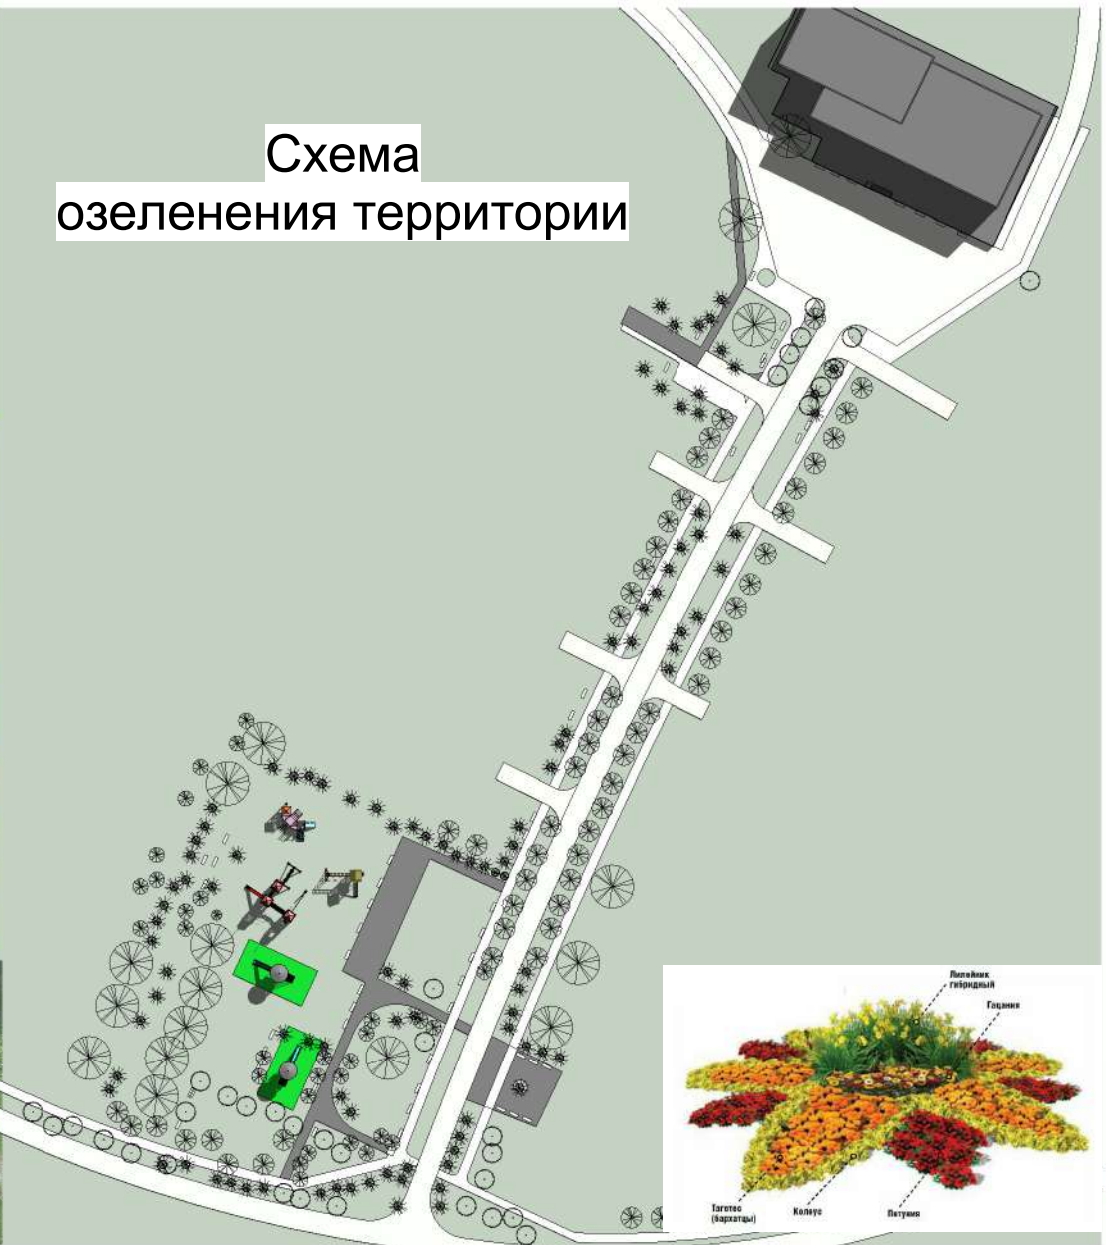 Схема
озеленения территории
Лилейник
гибридный
Гацания
Тагетес
(бархатцы)
Колеус
Петуния